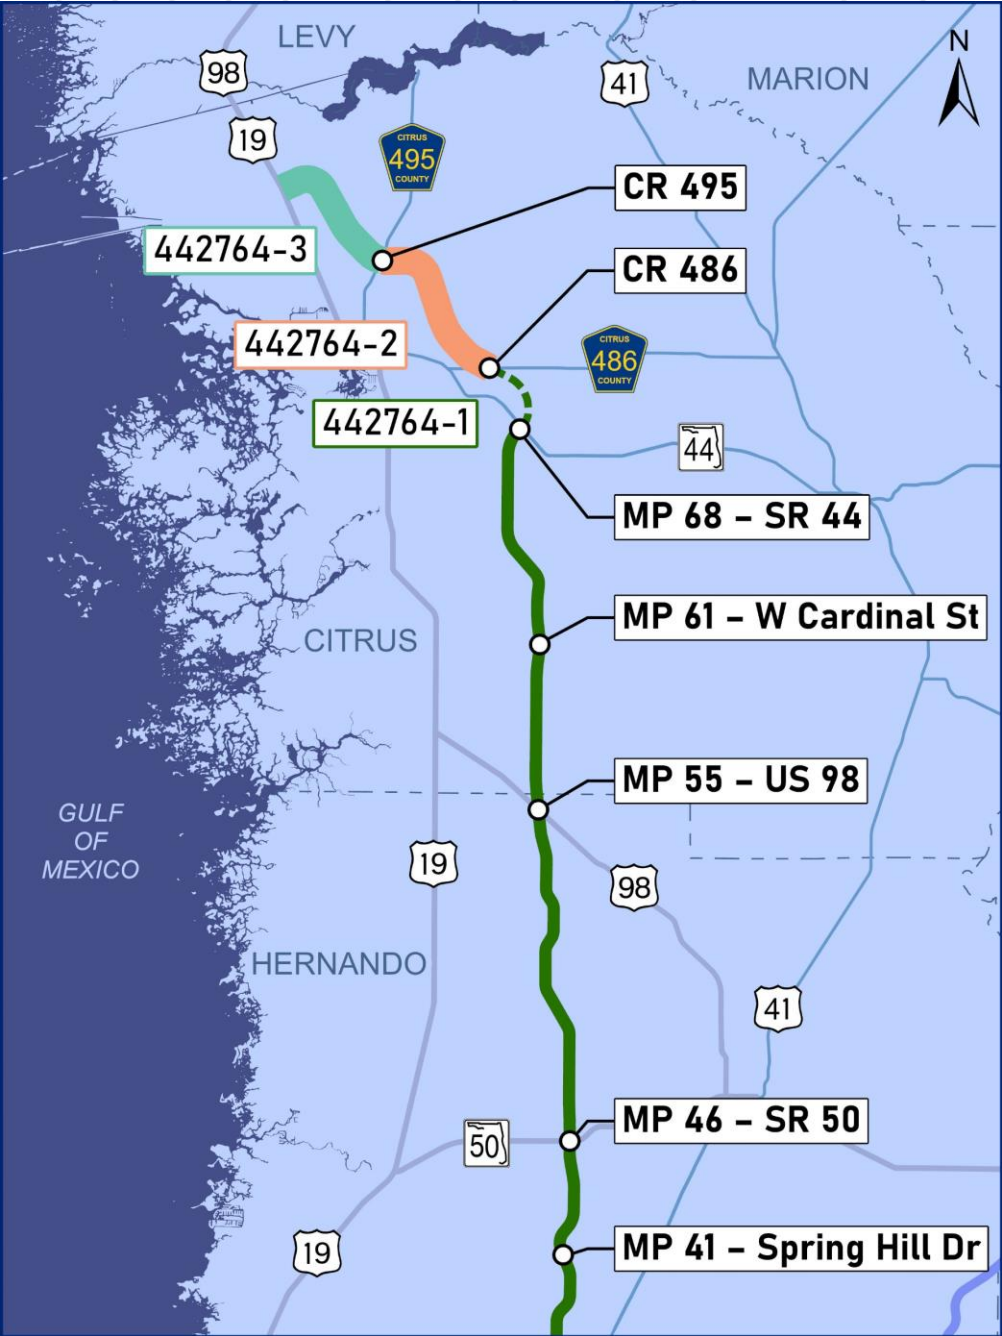 LEVY
98
41
MARION
N
19
CITRUS
495
COUNTY
CR 495
442764-3
CR 486
442764-2
CITRUS
486
COUNTY
442764-1
44
MP 68 – SR 44
MP 61 – W Cardinal St
CITRUS
MP 55 – US 98
GULF
OF
MEXICO
19
98
HERNANDO
41
MP 46 – SR 50
50
MP 41 – Spring Hill Dr
19